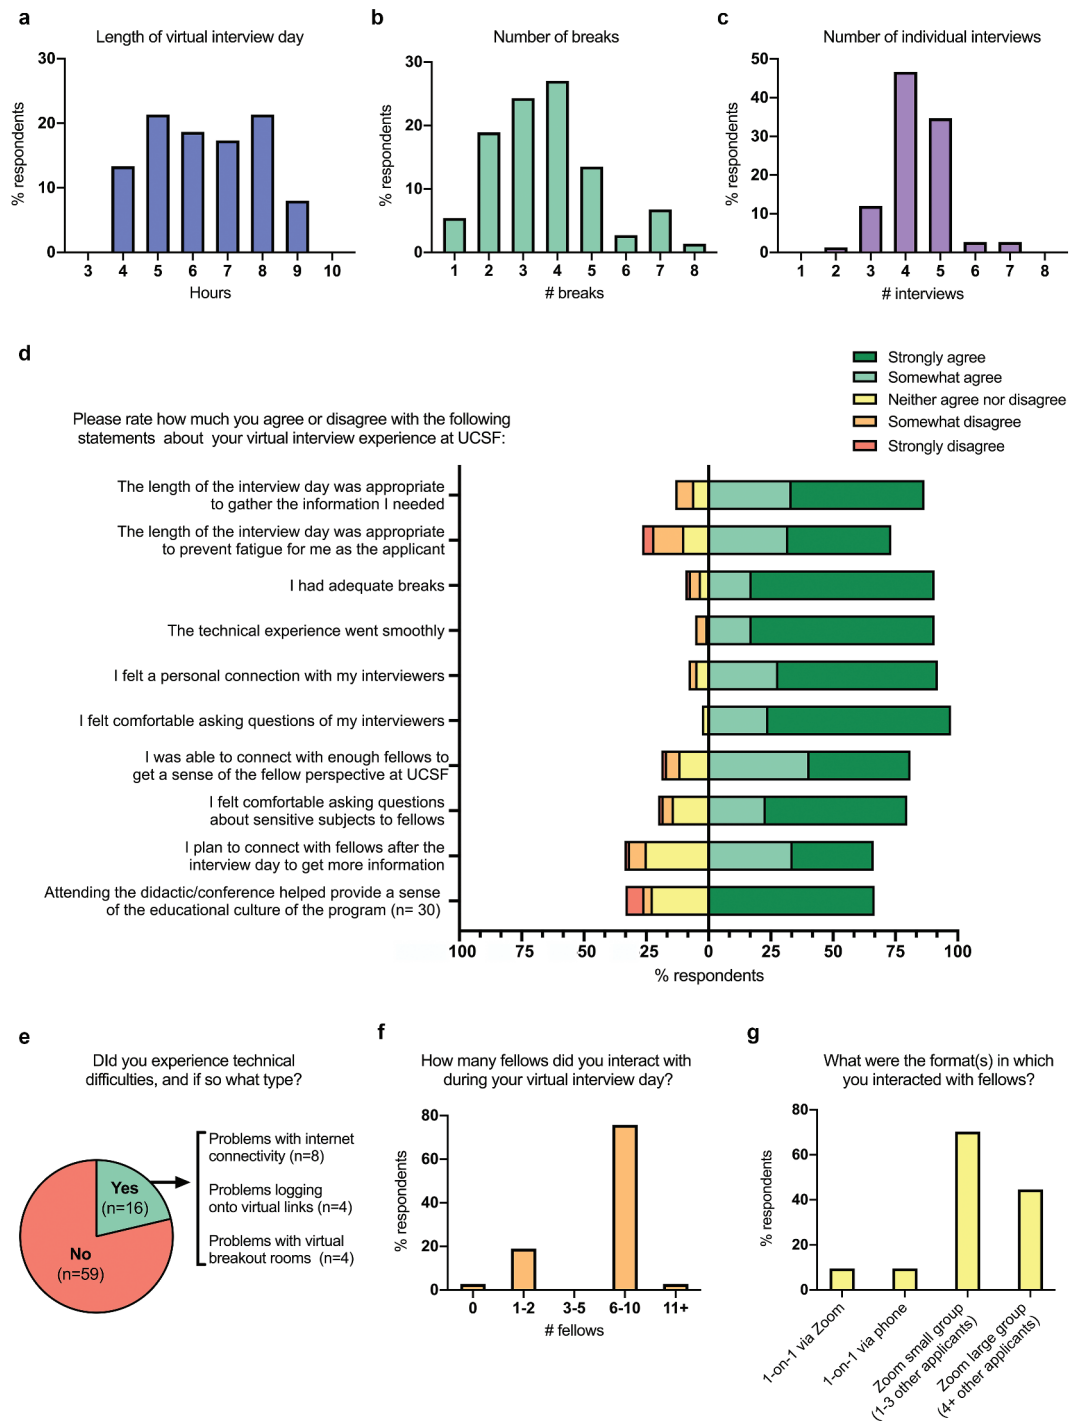 a
Length of virtual interview day
% respondents
30
20
10
0
3 4 5 6 7 8 9 10
Hours
b
Number of breaks
% respondents
30
20
10
0
1 2 3 4 5 6 7 8
# breaks
c
Number of individual interviews
% respondents
50
40
30
20
10
0
1 2 3 4 5 6 7 8
# interviews
d
Strongly agree
Somewhat agree
Neither agree nor disagree
Somewhat disagree
Strongly disagree
Please rate how much you agree or disagree with the following
statements about your virtual interview experience at UCSF:
The length of the interview day was appropriate
to gather the information I needed
The length of the interview day was appropriate
to prevent fatigue for me as the applicant
I had adequate breaks
The technical experience went smoothly
I felt a personal connection with my interviewers
I felt comfortable asking questions of my interviewers
I was able to connect with enough fellows to
get a sense of the fellow perspective at UCSF
I felt comfortable asking questions
about sensitive subjects to fellows
I plan to connect with fellows after the
interview day to get more information
Attending the didactic/conference helped provide a sense
of the educational culture of the program (n= 30)
100 75 50 25 0 25 50 75 100
% respondents
e
DId you experience technical
difficulties, and if so what type?
Yes
(n=16)
No
(n=59)
Problems with internet
connectivity (n=8)
Problems logging
onto virtual links (n=4)
Problems with virtual
breakout rooms (n=4)
f
How many fellows did you interact with
during your virtual interview day?
% respondents
80
60
40
20
0
0 1-2 3-5 6-10 11+
# fellows
g
What were the format(s) in which
you interacted with fellows?
% respondents
80
60
40
20
0
1-on-1 via Zoom
1-on-1 via phone
Zoom small group
(1-3 other applicants)
Zoom large group
(4+ other applicants)